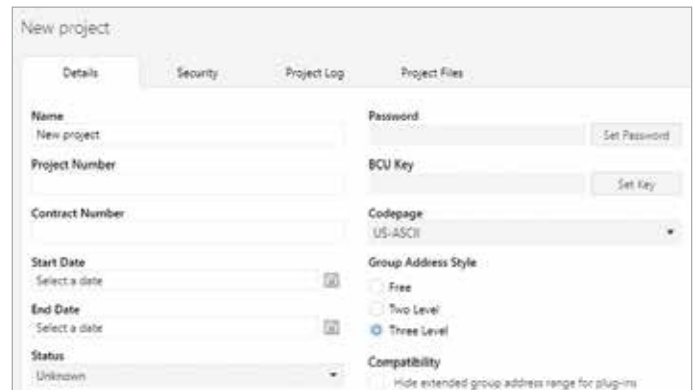 New project
Details Security Project Log Project Files
Name
New project
Project Number
Contract Number
Start Date
Select a date
End Date
Select a date
Status
Unknown
Password
Set Password
BCU Key
Set Key
Codepage
US-ASCII
Group Address Style
Free
Two Level
Three Level
Compatibility
Hide extended group address range for plug-ins